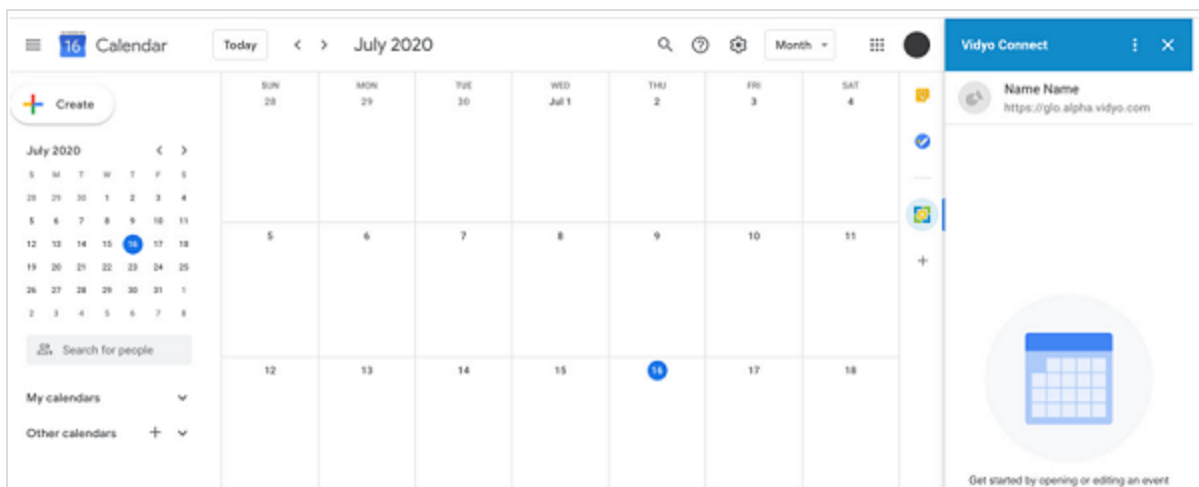 16 Calendar Today July 2020 Month Vidyo Connect
Name Name
https://glo.alpha.vidyo.com
Create
July 2020
S M T W T F S
28 29 30 1 2 3 4
5 6 7 8 9 10 11
12 13 14 15 16 17 18
19 20 21 22 23 24 25
26 27 28 29 30 31 1
2 3 4 5 6 7 8
Search for people
My calendars
Other calendars
SUN MON TUE WED THU FRI SAT
28 29 30 Jul 1 2 3 4
5 6 7 8 9 10 11
12 13 14 15 16 17 18
Get started by opening or editing an event